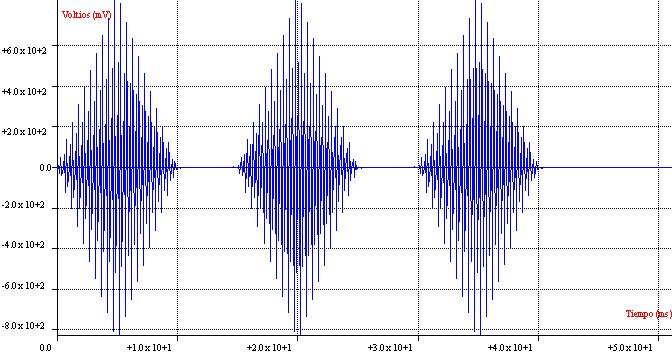 Voltios (mV)
+6.0 x 10+2
+4.0 x 10+2
+2.0 x 10+2
0.0
-2.0 x 10+2
-4.0 x 10+2
-6.0 x 10+2
-8.0 x 10+2
Tiempo (ms)
0.0 +1.0 x 10+1 +2.0 x 10+1 +3.0 x 10+1 +4.0 x 10+1 +5.0 x 10+1